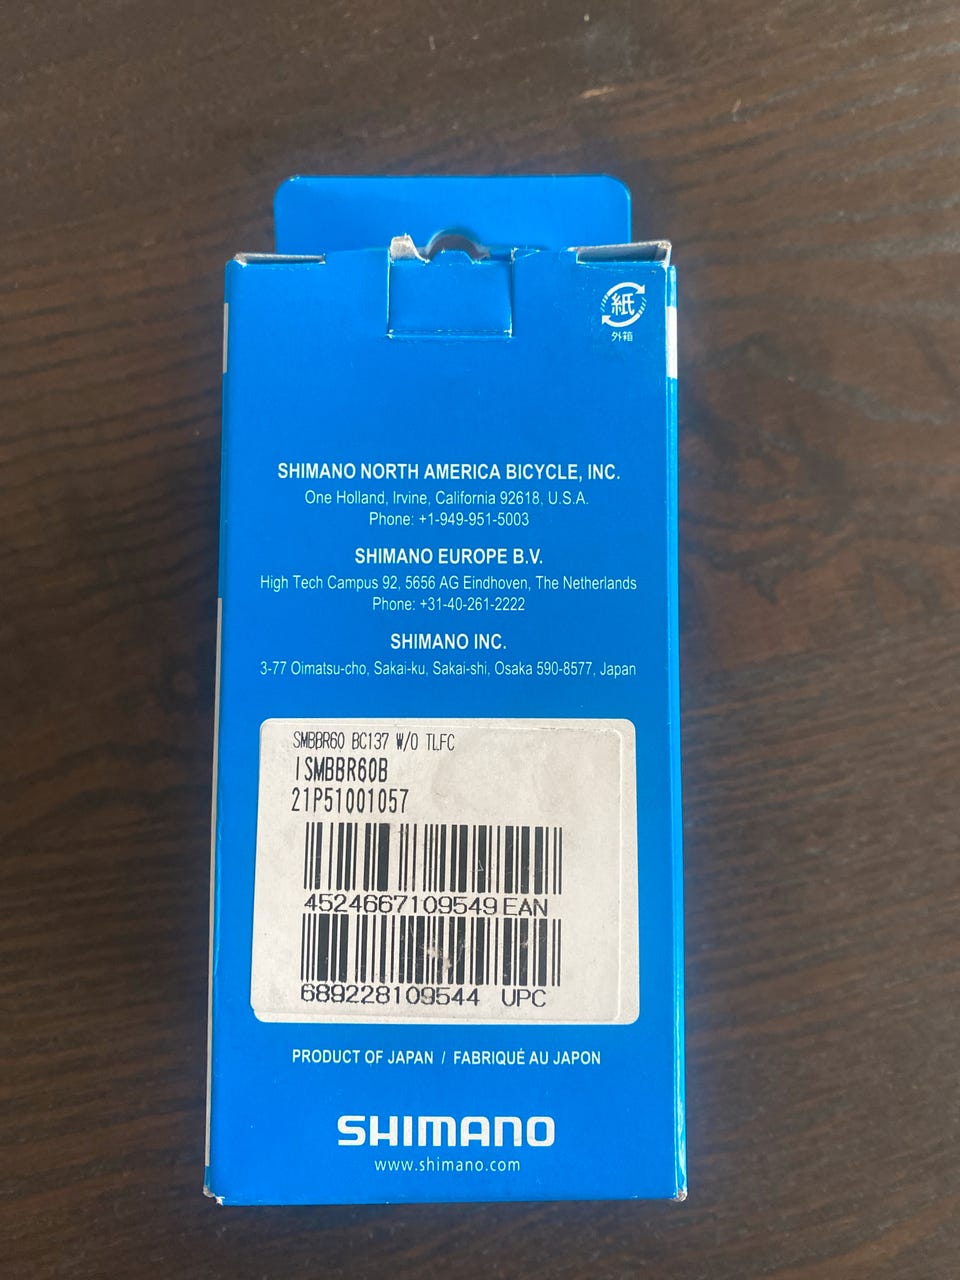 紙
外箱
SHIMANO NORTH AMERICA BICYCLE, INC.
One Holland, Irvine, California 92618, U.S.A.
Phone: +1-949-951-5003
SHIMANO EUROPE B.V.
High Tech Campus 92, 5656 AG Eindhoven, The Netherlands
Phone: +31-40-261-2222
SHIMANO INC.
3-77 Oimatsu-cho, Sakai-ku, Sakai-shi, Osaka 590-8577, Japan
SMBBR60 BC137 W/O TLFC
ISMBBR60B
21P51001057
4524667109549 EAN
689228109544 UPC
PRODUCT OF JAPAN / FABRIQUÉ AU JAPON
SHIMANO
www.shimano.com